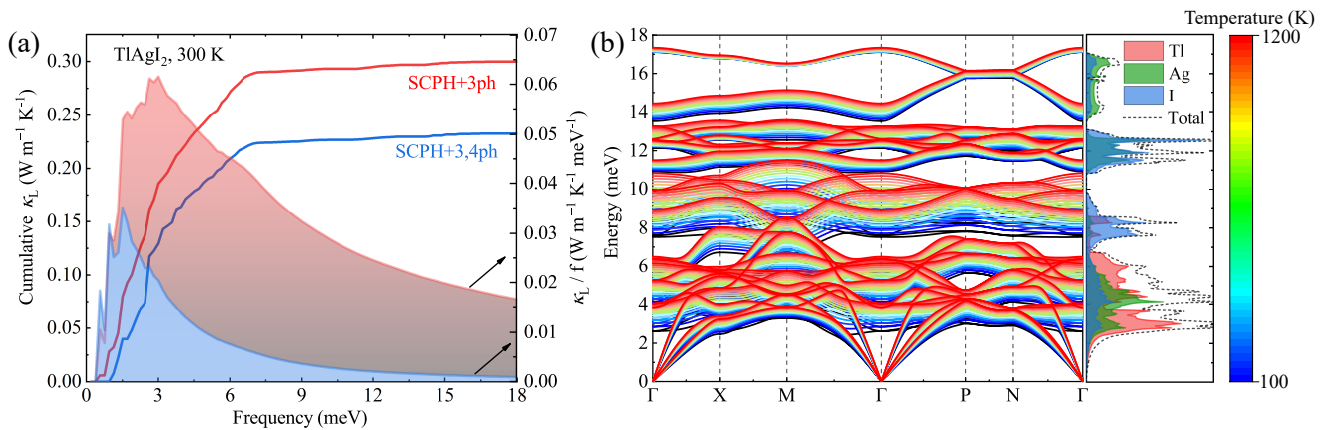 (a)
TlAgI₂, 300 K
SCPH+3ph
SCPH+3,4ph
Cumulative κL (W m⁻¹ K⁻¹)
0.30
0.25
0.20
0.15
0.10
0.05
0.00
0
3
6
9
12
15
18
Frequency (meV)
0.07
0.06
0.05
0.04
0.03
0.02
0.01
0.00
κL / f (W m⁻¹ K⁻¹ meV⁻¹)
(b)
Energy (meV)
18
16
14
12
10
8
6
4
2
0
Γ
X
M
Γ
P
N
Γ
Tl
Ag
I
Total
Temperature (K)
1200
100